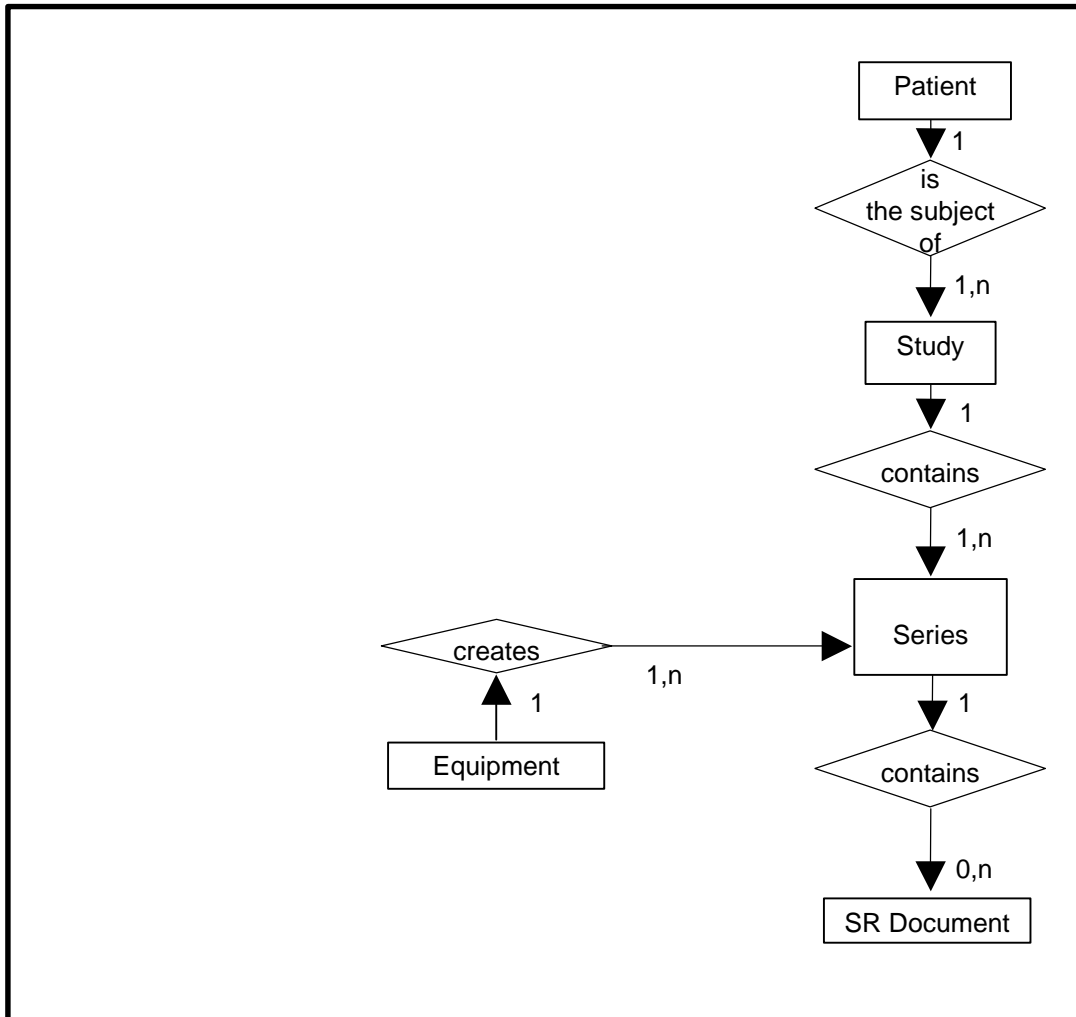 Patient
1
is
the subject
of
1,n
Study
1
contains
1,n
Series
creates
1,n
1
Equipment
1
contains
0,n
SR Document